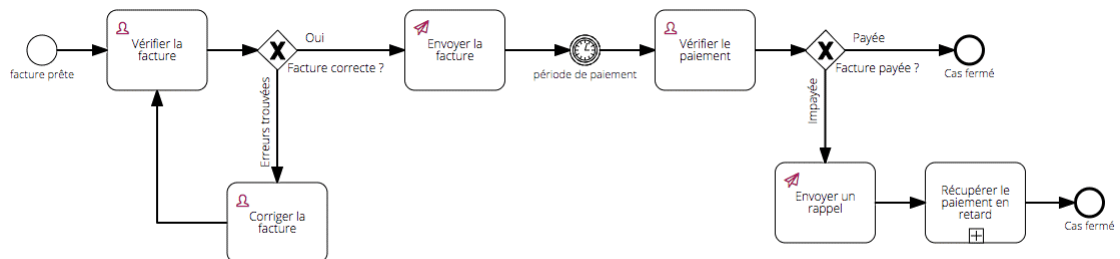 facture prête
Vérifier la
facture
Oui
Facture correcte ?
Erreurs trouvées
Corriger la
facture
Envoyer la
facture
période de paiement
Vérifier le
paiement
Payée
Facture payée ?
Cas fermé
Impayée
Envoyer un
rappel
Récupérer le
paiement en
retard
Cas fermé